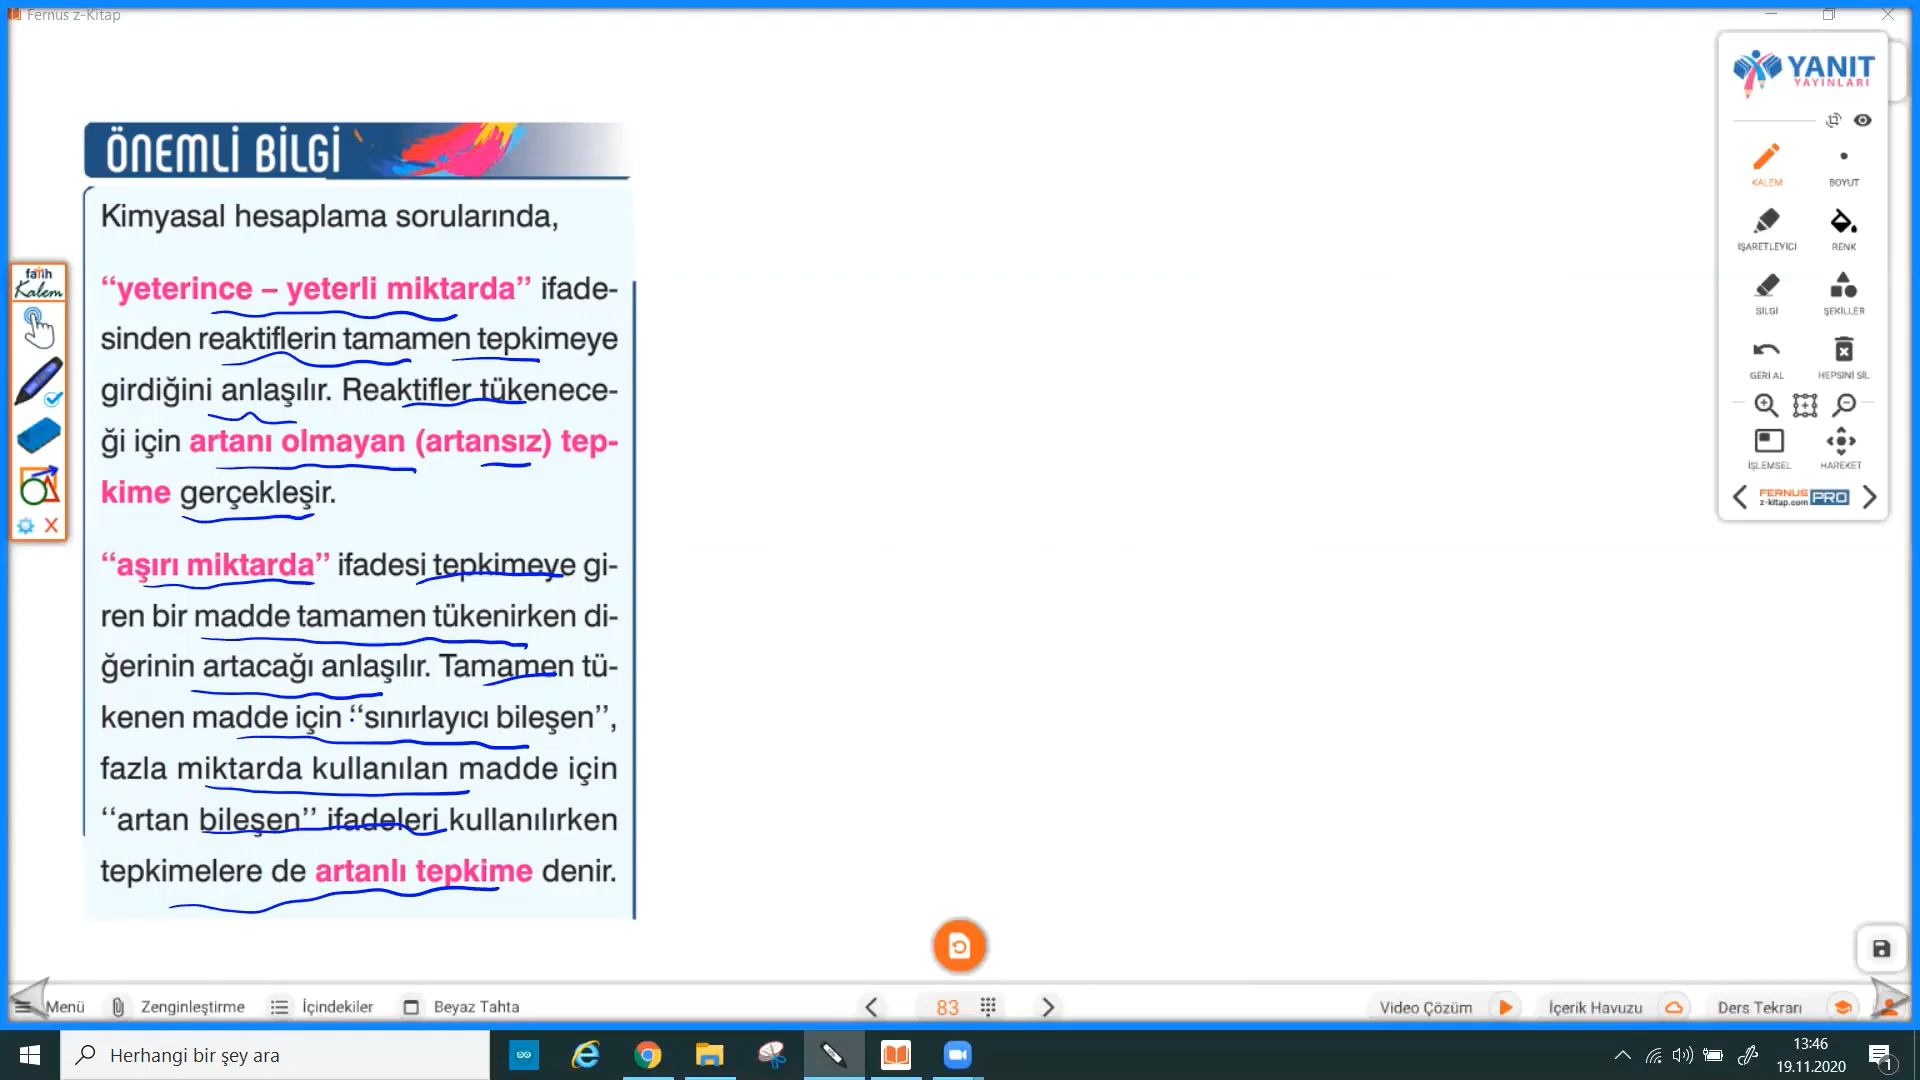 Fernus z-Kitap
YANIT
YAYINLARI
ÖNEMLİ BİLGİ
Kimyasal hesaplama sorularında,
‘‘yeterince – yeterli miktarda’’ ifade-
sinden reaktiflerin tamamen tepkimeye
girdiğini anlaşılır. Reaktifler tükenece-
ği için artanı olmayan (artansız) tep-
kime gerçekleşir.
‘‘aşırı miktarda’’ ifadesi tepkimeye gi-
ren bir madde tamamen tükenirken di-
ğerinin artacağı anlaşılır. Tamamen tü-
kenen madde için ‘‘sınırlayıcı bileşen’’,
fazla miktarda kullanılan madde için
‘‘artan bileşen’’ ifadeleri kullanılırken
tepkimelere de artanlı tepkime denir.
fatih
Kalem
KALEM
BOYUT
İŞARETLEYİCİ
RENK
SİLGİ
ŞEKİLLER
GERİ AL
HEPSİNİ SİL
İŞLEMSEL
HAREKET
FERNUS
z-kitap.com PRO
Menü
Zenginleştirme
İçindekiler
Beyaz Tahta
83
Video Çözüm
İçerik Havuzu
Ders Tekrarı
Herhangi bir şey ara
13:46
19.11.2020
1